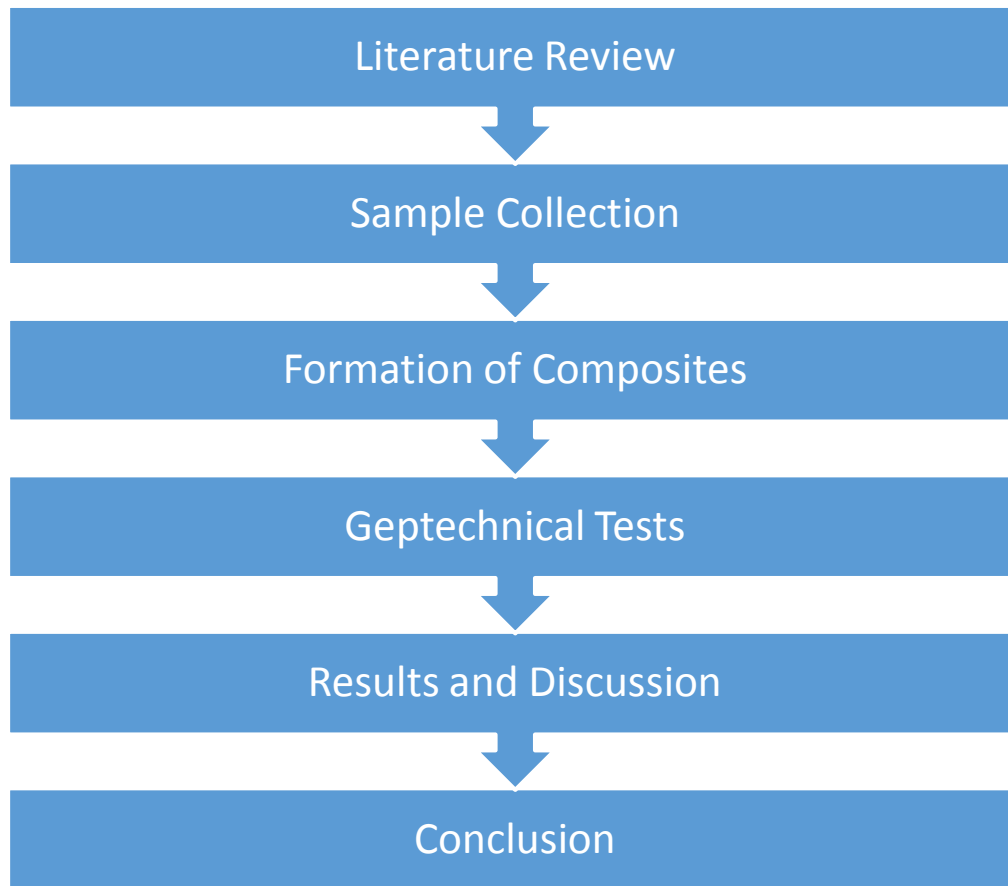 Literature Review
Sample Collection
Formation of Composites
Geptechnical Tests
Results and Discussion
Conclusion